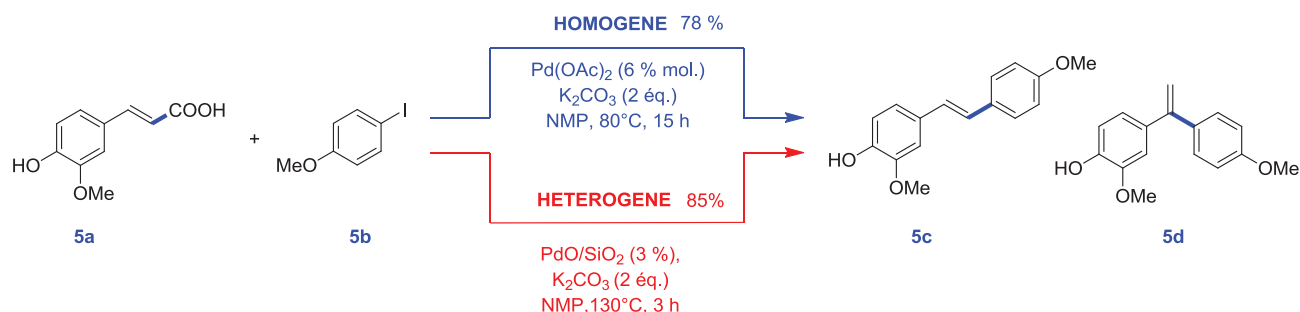 HOMOGENE 78 %
Pd(OAc)2 (6 % mol.)
K2CO3 (2 éq.)
NMP, 80°C, 15 h
COOH
HO
OMe
5a
+
I
MeO
5b
HETEROGENE 85%
PdO/SiO2 (3 %),
K2CO3 (2 éq.)
NMP.130°C, 3 h
OMe
HO
OMe
5c
HO
OMe
OMe
5d